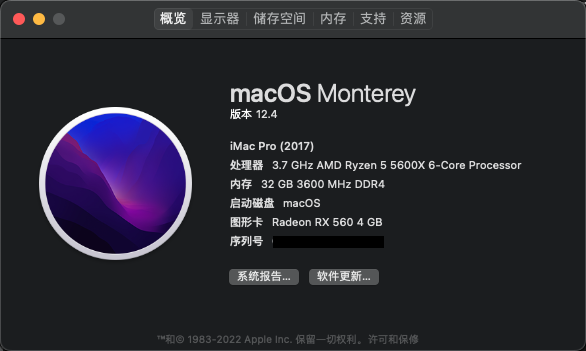 概览 显示器 储存空间 内存 支持 资源
macOS Monterey
版本 12.4
iMac Pro (2017)
处理器 3.7 GHz AMD Ryzen 5 5600X 6-Core Processor
内存 32 GB 3600 MHz DDR4
启动磁盘 macOS
图形卡 Radeon RX 560 4 GB
序列号
系统报告... 软件更新...
™和© 1983-2022 Apple Inc. 保留一切权利。许可和保修